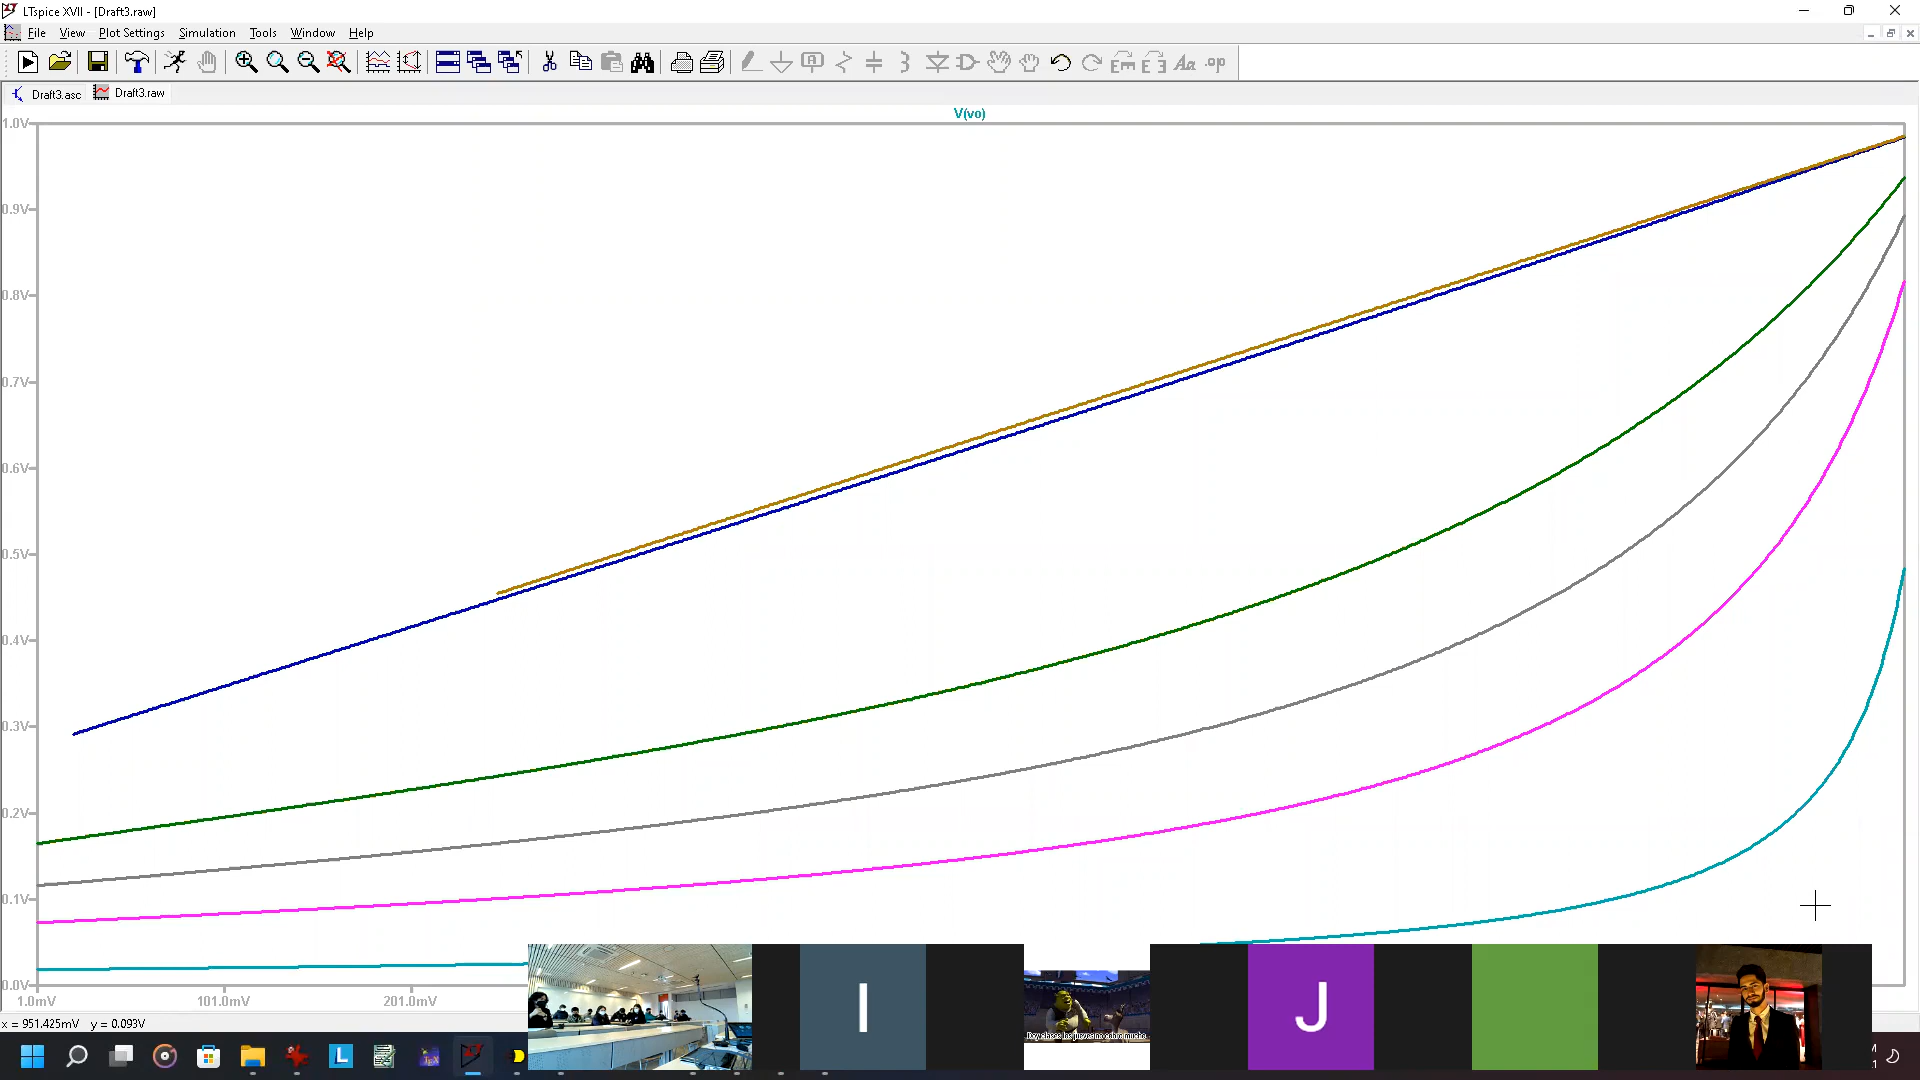 LTspice XVII - [Draft3.raw]
File View Plot Settings Simulation Tools Window Help
Aa .op
Draft3.asc Draft3.raw
V(vo)
1.0V
0.9V
0.8V
0.7V
0.6V
0.5V
0.4V
0.3V
0.2V
0.1V
0.0V
1.0mV 101.0mV 201.0mV
x = 951.425mV y = 0.093V
I
J
L